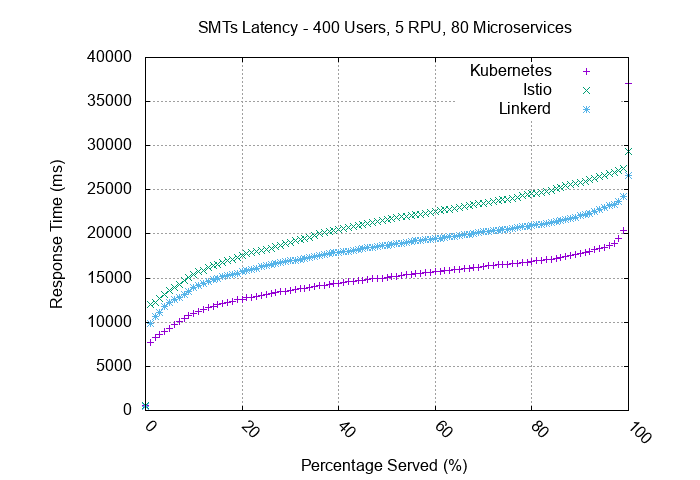 SMTs Latency - 400 Users, 5 RPU, 80 Microservices
40000
35000
30000
25000
20000
15000
10000
5000
0
Response Time (ms)
Kubernetes
Istio
Linkerd
0
20
40
60
80
100
Percentage Served (%)